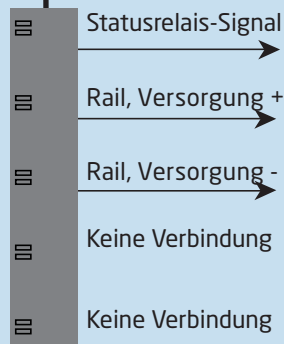 Statusrelais-Signal
Rail, Versorgung +
Rail, Versorgung -
Keine Verbindung
Keine Verbindung